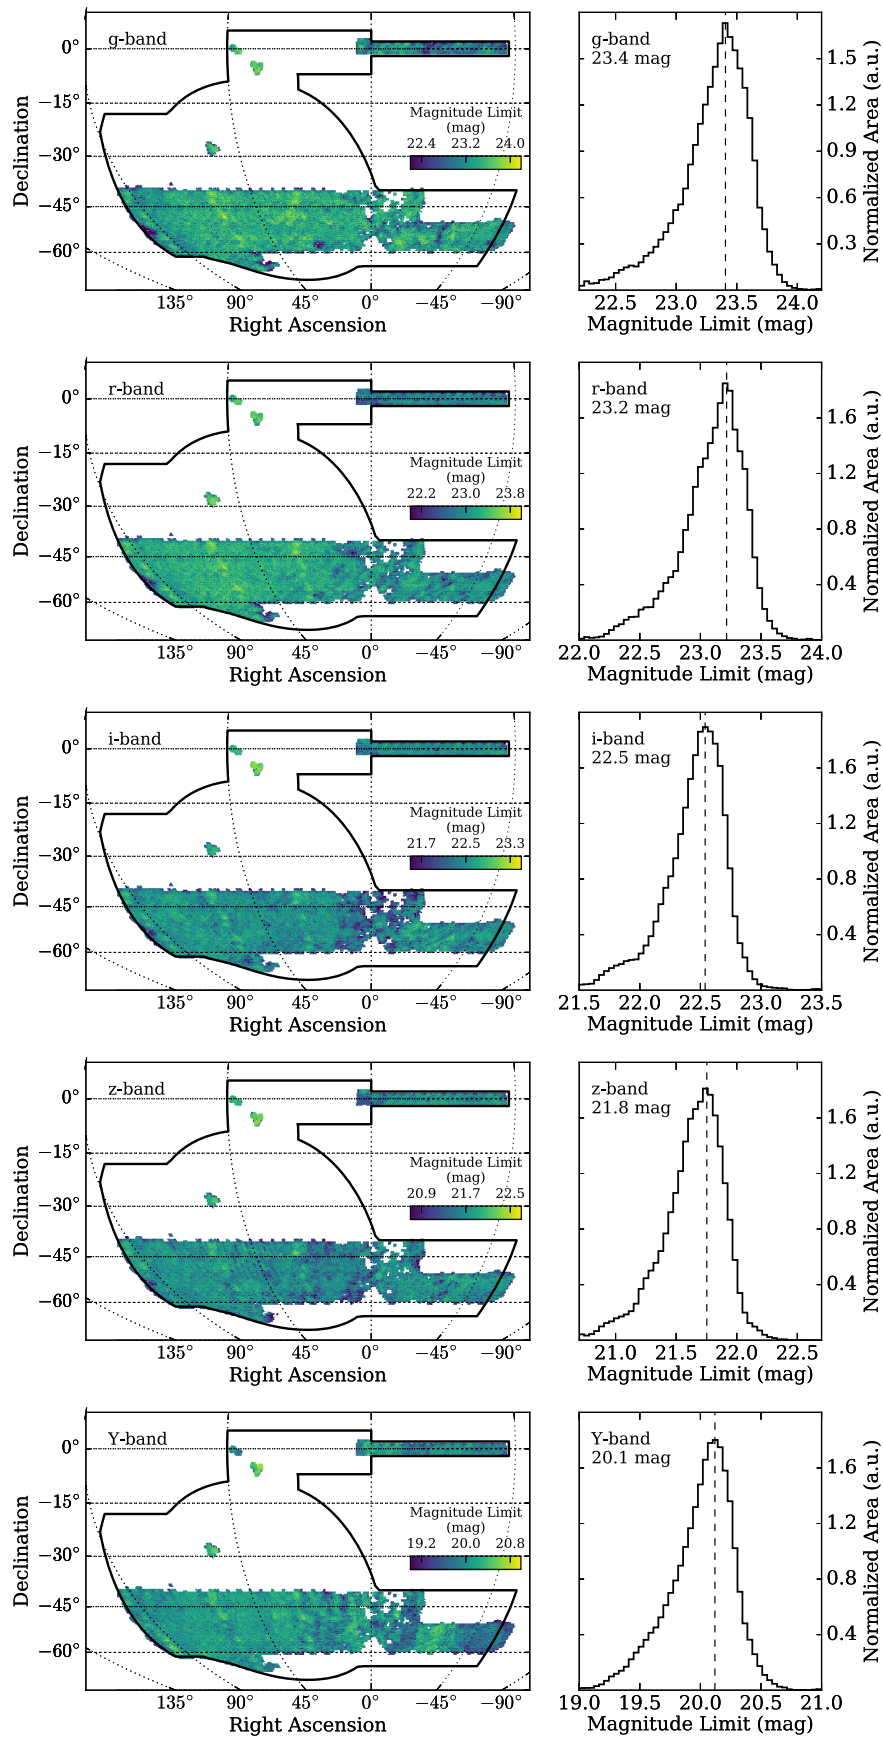 g-band
0°
−15°
−30°
−45°
−60°
Declination
Magnitude Limit
(mag)
22.4 23.2 24.0
135° 90° 45° 0° −45° −90°
Right Ascension
g-band
23.4 mag
1.5
1.2
0.9
0.6
0.3
Normalized Area (a.u.)
22.5 23.0 23.5 24.0
Magnitude Limit (mag)
r-band
0°
−15°
−30°
−45°
−60°
Declination
Magnitude Limit
(mag)
22.2 23.0 23.8
135° 90° 45° 0° −45° −90°
Right Ascension
r-band
23.2 mag
1.6
1.2
0.8
0.4
Normalized Area (a.u.)
22.0 22.5 23.0 23.5 24.0
Magnitude Limit (mag)
i-band
0°
−15°
−30°
−45°
−60°
Declination
Magnitude Limit
(mag)
21.7 22.5 23.3
135° 90° 45° 0° −45° −90°
Right Ascension
i-band
22.5 mag
1.6
1.2
0.8
0.4
Normalized Area (a.u.)
21.5 22.0 22.5 23.0 23.5
Magnitude Limit (mag)
z-band
0°
−15°
−30°
−45°
−60°
Declination
Magnitude Limit
(mag)
20.9 21.7 22.5
135° 90° 45° 0° −45° −90°
Right Ascension
z-band
21.8 mag
1.6
1.2
0.8
0.4
Normalized Area (a.u.)
21.0 21.5 22.0 22.5
Magnitude Limit (mag)
Y-band
0°
−15°
−30°
−45°
−60°
Declination
Magnitude Limit
(mag)
19.2 20.0 20.8
135° 90° 45° 0° −45° −90°
Right Ascension
Y-band
20.1 mag
1.6
1.2
0.8
0.4
Normalized Area (a.u.)
19.0 19.5 20.0 20.5 21.0
Magnitude Limit (mag)